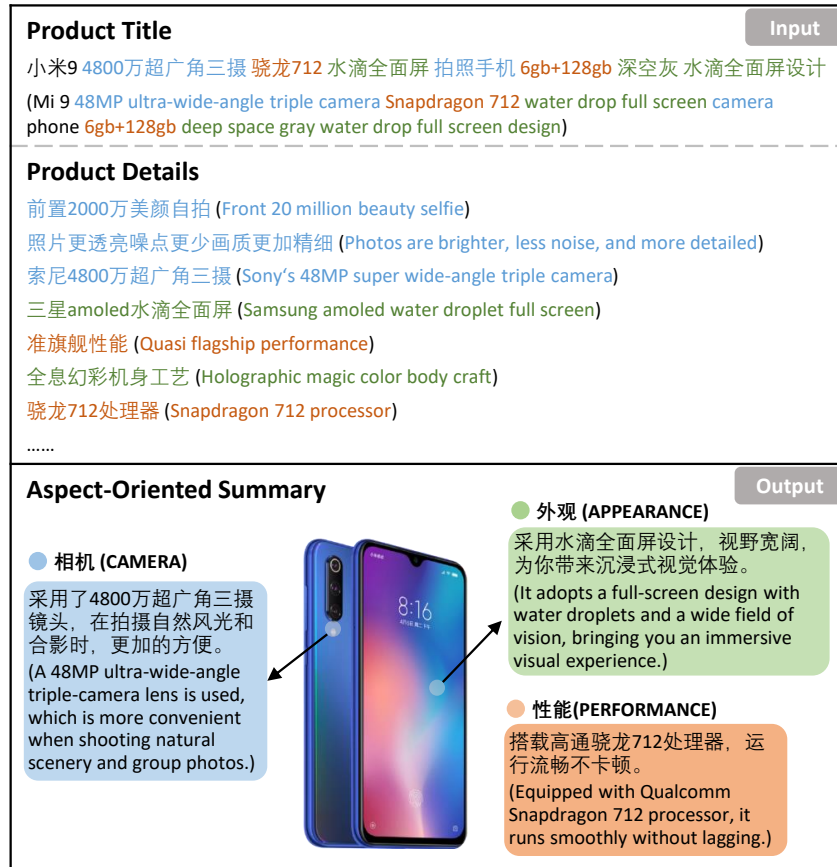 Product Title
Input
小米9 4800万超广角三摄 骁龙712 水滴全面屏 拍照手机 6gb+128gb 深空灰 水滴全面屏设计
(Mi 9 48MP ultra-wide-angle triple camera Snapdragon 712 water drop full screen camera
phone 6gb+128gb deep space gray water drop full screen design)
Product Details
前置2000万美颜自拍 (Front 20 million beauty selfie)
照片更透亮噪点更少画质更加精细 (Photos are brighter, less noise, and more detailed)
索尼4800万超广角三摄 (Sony‘s 48MP super wide-angle triple camera)
三星amoled水滴全面屏 (Samsung amoled water droplet full screen)
准旗舰性能 (Quasi flagship performance)
全息幻彩机身工艺 (Holographic magic color body craft)
骁龙712处理器 (Snapdragon 712 processor)
......
Aspect-Oriented Summary
Output
相机 (CAMERA)
采用了4800万超广角三摄
镜头，在拍摄自然风光和
合影时，更加的方便。
(A 48MP ultra-wide-angle
triple-camera lens is used,
which is more convenient
when shooting natural
scenery and group photos.)
8:16
外观 (APPEARANCE)
采用水滴全面屏设计，视野宽阔，
为你带来沉浸式视觉体验。
(It adopts a full-screen design with
water droplets and a wide field of
vision, bringing you an immersive
visual experience.)
性能(PERFORMANCE)
搭载高通骁龙712处理器，运
行流畅不卡顿。
(Equipped with Qualcomm
Snapdragon 712 processor, it
runs smoothly without lagging.)